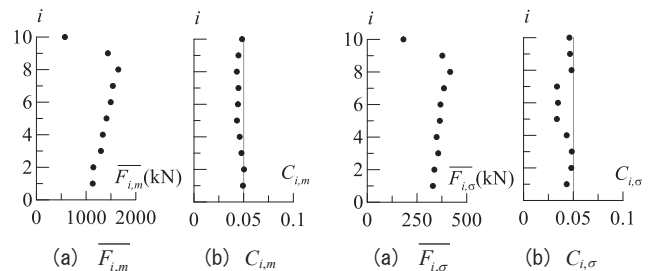 i
10
8
6
4
2
0
F_{i,m}(kN)
0 1000 2000
(a) F_{i,m}
i
C_{i,m}
0 0.05 0.1
(b) C_{i,m}
i
10
8
6
4
2
0
F_{i,σ}(kN)
0 250 500
(a) F_{i,σ}
i
C_{i,σ}
0 0.05 0.1
(b) C_{i,σ}